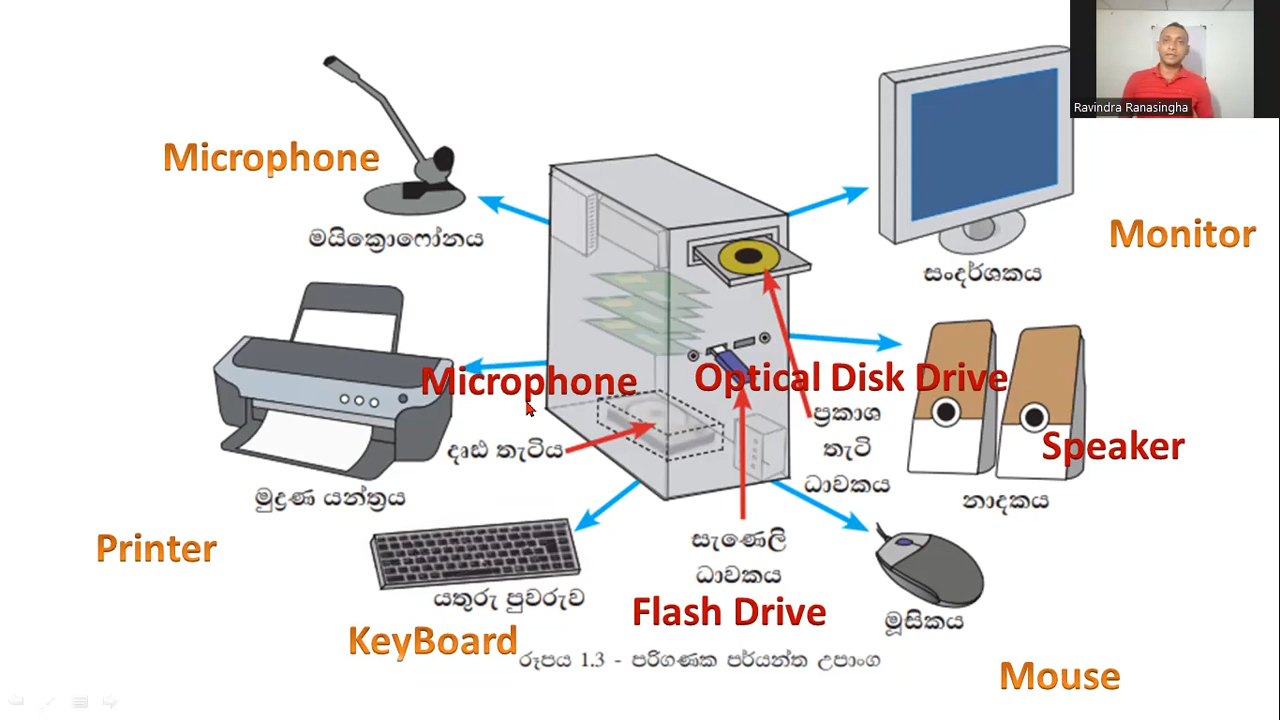 Ravindra Ranasingha
Microphone
මයික්‍රොෆෝනය
Monitor
සංදර්ශකය
Microphone
Optical Disk Drive
ප්‍රකාශ
තැටි
ධාවකය
දෘඪ තැටිය
Speaker
නාදකය
මුද්‍රණ යන්ත්‍රය
Printer
සැණෙලි
ධාවකය
Flash Drive
යතුරු පුවරුව
KeyBoard
මූසිකය
Mouse
රූපය 1.3 - පරිගණක පර්යන්ත උපාංග